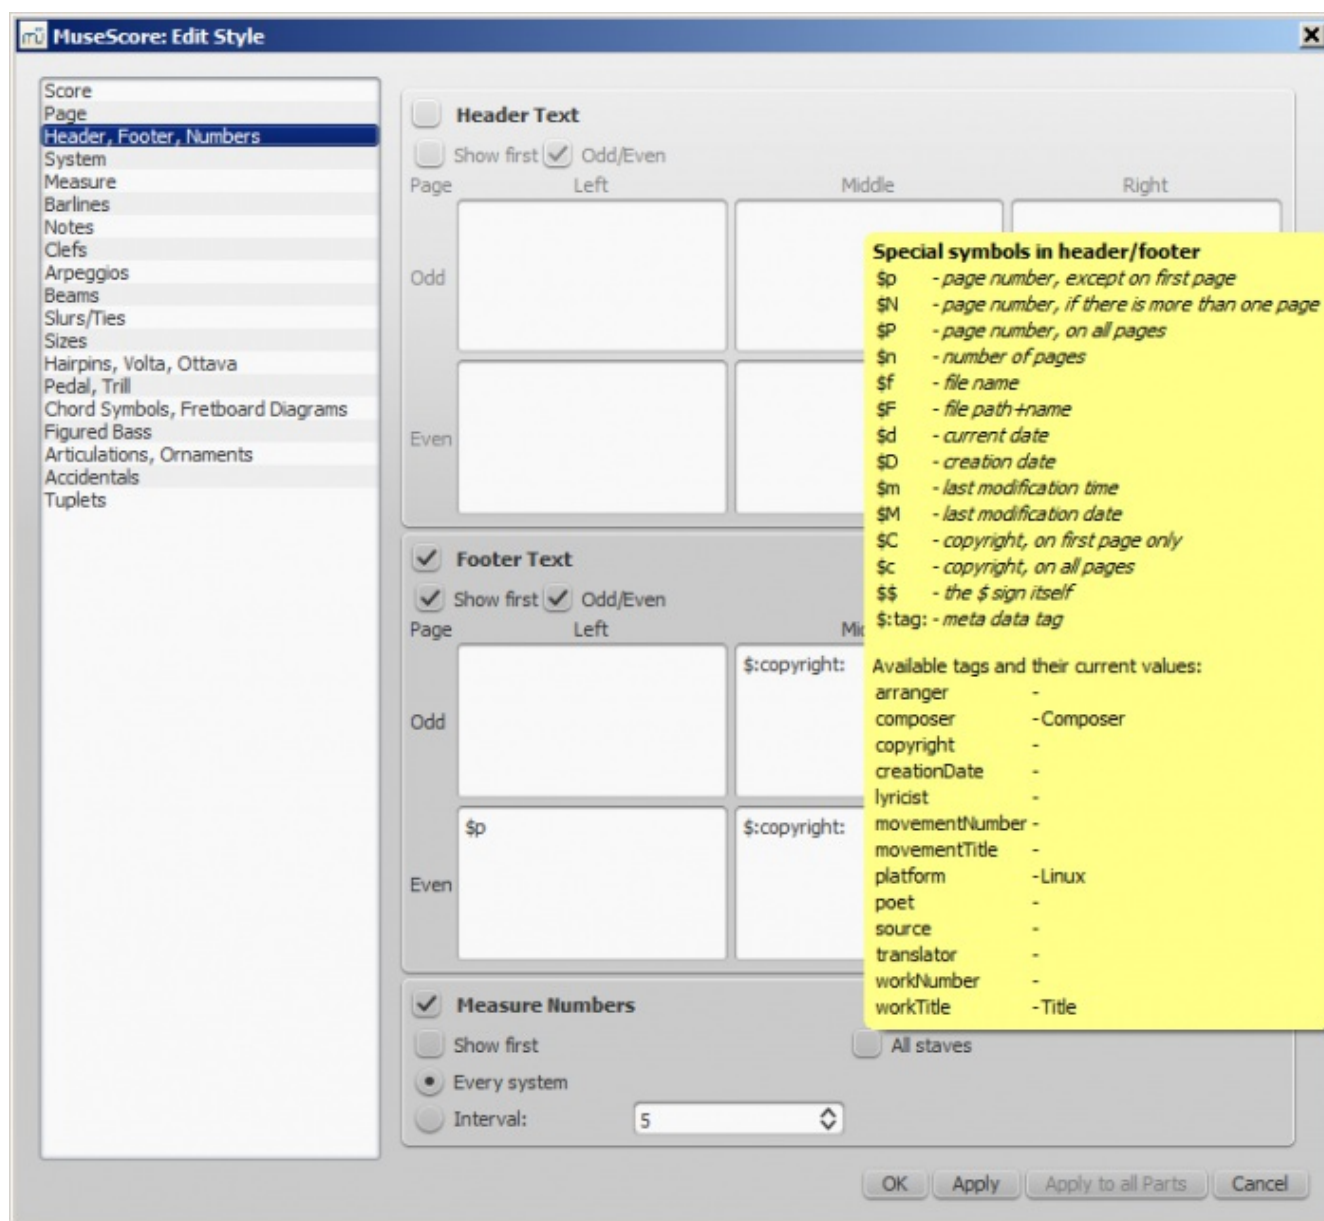 mü MuseScore: Edit Style
Score
Page
Header, Footer, Numbers
System
Measure
Barlines
Notes
Clefs
Arpeggios
Beams
Slurs/Ties
Sizes
Hairpins, Volta, Ottava
Pedal, Trill
Chord Symbols, Fretboard Diagrams
Figured Bass
Articulations, Ornaments
Accidentals
Tuplets
Header Text
Show first Odd/Even
Page Left Middle Right
Odd
Even
Footer Text
Show first Odd/Even
Page Left
Odd $:copyright:
Even $p $:copyright:
Measure Numbers
Show first All staves
Every system
Interval: 5
Special symbols in header/footer
$p - page number, except on first page
$N - page number, if there is more than one page
$P - page number, on all pages
$n - number of pages
$f - file name
$F - file path+name
$d - current date
$D - creation date
$m - last modification time
$M - last modification date
$C - copyright, on first page only
$c - copyright, on all pages
$$ - the $ sign itself
$:tag: - meta data tag
Available tags and their current values:
arranger -
composer -Composer
copyright -
creationDate -
lyricist -
movementNumber -
movementTitle -
platform -Linux
poet -
source -
translator -
workNumber -
workTitle -Title
OK Apply Apply to all Parts Cancel